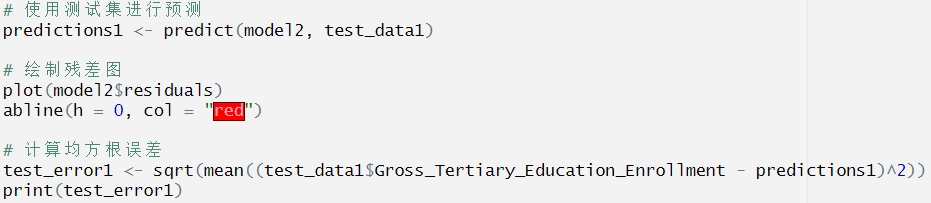 # 使用测试集进行预测
predictions1 <- predict(model2, test_data1)
# 绘制残差图
plot(model2$residuals)
abline(h = 0, col = "red")
# 计算均方根误差
test_error1 <- sqrt(mean((test_data1$Gross_Tertiary_Education_Enrollment - predictions1)^2))
print(test_error1)